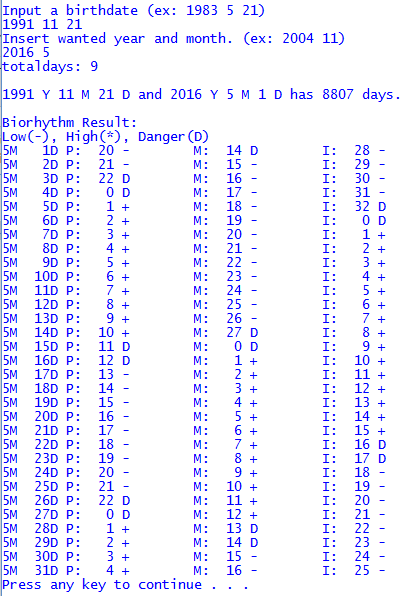 Input a birthdate (ex: 1983 5 21)
1991 11 21
Insert wanted year and month. (ex: 2004 11)
2016 5
totaldays: 9
1991 Y 11 M 21 D and 2016 Y 5 M 1 D has 8807 days.
Biorhythm Result:
Low(-), High(*), Danger(D)
5M 1D P: 20 - M: 14 D I: 28 -
5M 2D P: 21 - M: 15 - I: 29 -
5M 3D P: 22 D M: 16 - I: 30 -
5M 4D P: 0 D M: 17 - I: 31 -
5M 5D P: 1 + M: 18 - I: 32 D
5M 6D P: 2 + M: 19 - I: 0 D
5M 7D P: 3 + M: 20 - I: 1 +
5M 8D P: 4 + M: 21 - I: 2 +
5M 9D P: 5 + M: 22 - I: 3 +
5M 10D P: 6 + M: 23 - I: 4 +
5M 11D P: 7 + M: 24 - I: 5 +
5M 12D P: 8 + M: 25 - I: 6 +
5M 13D P: 9 + M: 26 - I: 7 +
5M 14D P: 10 + M: 27 D I: 8 +
5M 15D P: 11 D M: 0 D I: 9 +
5M 16D P: 12 D M: 1 + I: 10 +
5M 17D P: 13 - M: 2 + I: 11 +
5M 18D P: 14 - M: 3 + I: 12 +
5M 19D P: 15 - M: 4 + I: 13 +
5M 20D P: 16 - M: 5 + I: 14 +
5M 21D P: 17 - M: 6 + I: 15 +
5M 22D P: 18 - M: 7 + I: 16 D
5M 23D P: 19 - M: 8 + I: 17 D
5M 24D P: 20 - M: 9 + I: 18 -
5M 25D P: 21 - M: 10 + I: 19 -
5M 26D P: 22 D M: 11 + I: 20 -
5M 27D P: 0 D M: 12 + I: 21 -
5M 28D P: 1 + M: 13 D I: 22 -
5M 29D P: 2 + M: 14 D I: 23 -
5M 30D P: 3 + M: 15 - I: 24 -
5M 31D P: 4 + M: 16 - I: 25 -
Press any key to continue . . .